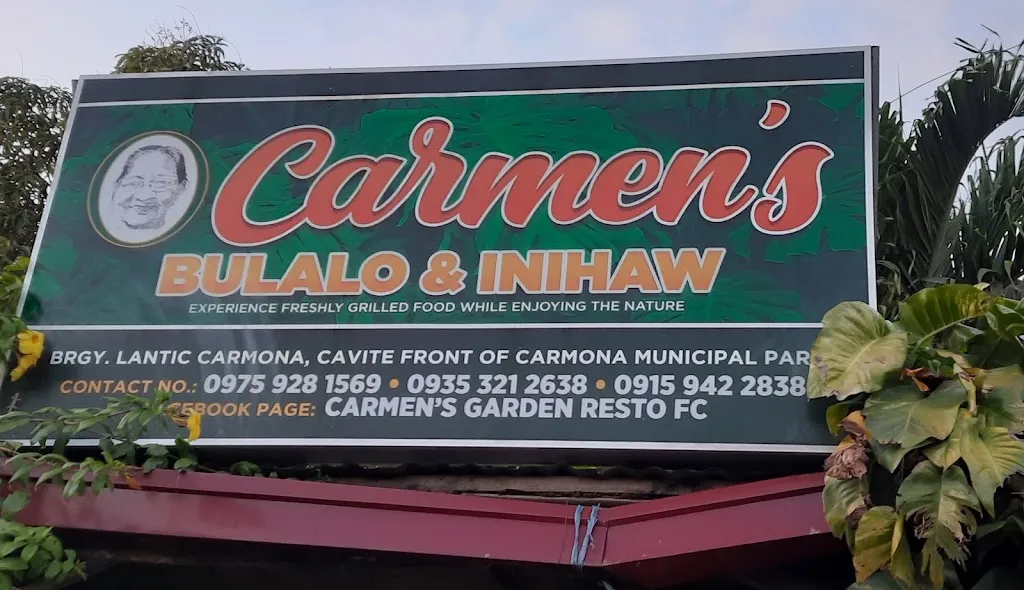 Carmen's
BULALO & INIHAW
EXPERIENCE FRESHLY GRILLED FOOD WHILE ENJOYING THE NATURE
BRGY. LANTIC CARMONA, CAVITE FRONT OF CARMONA MUNICIPAL PAR
CONTACT NO.: 0975 928 1569 • 0935 321 2638 • 0915 942 2838
CEBOOK PAGE: CARMEN'S GARDEN RESTO FC